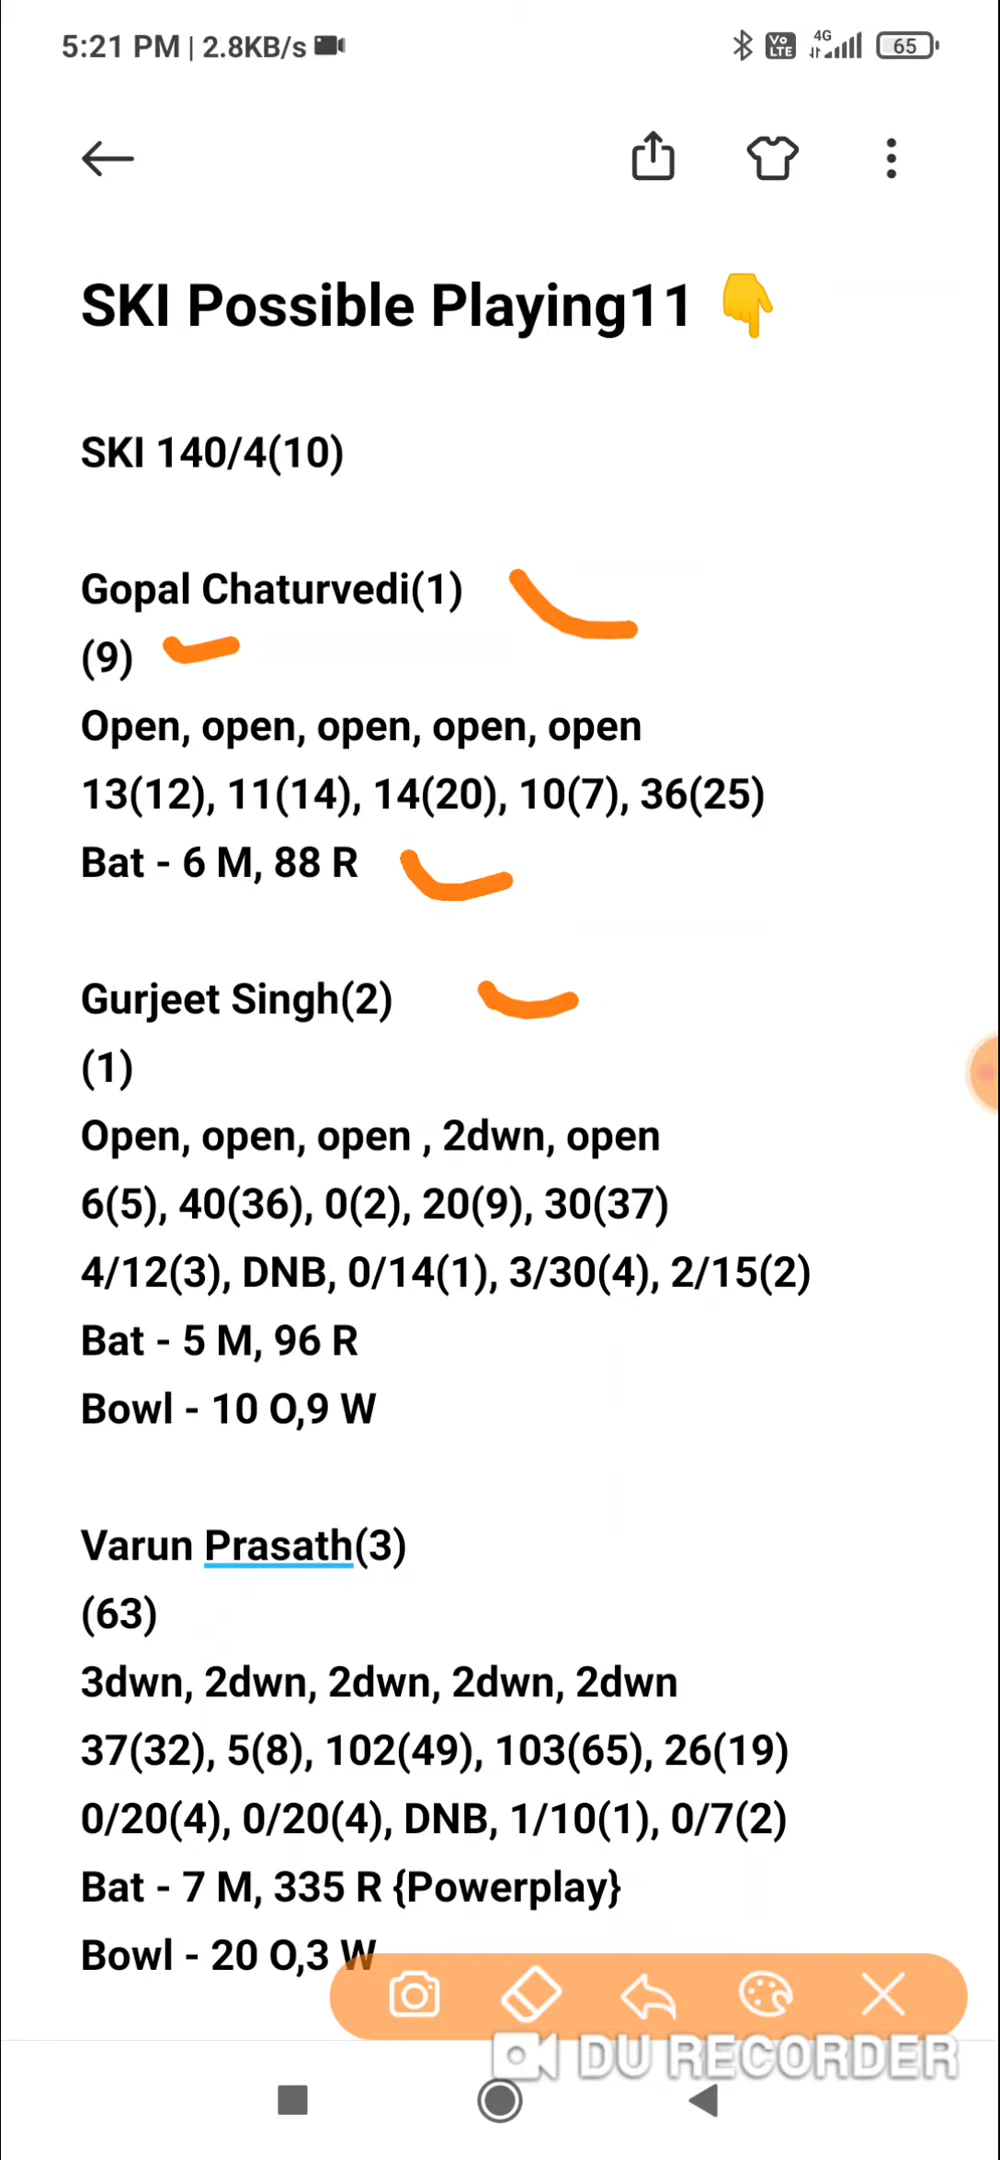 5:21 PM | 2.8KB/s Vo LTE 4G 65
SKI Possible Playing11 👇
SKI 140/4(10)
Gopal Chaturvedi(1)
(9)
Open, open, open, open, open
13(12), 11(14), 14(20), 10(7), 36(25)
Bat - 6 M, 88 R
Gurjeet Singh(2)
(1)
Open, open, open , 2dwn, open
6(5), 40(36), 0(2), 20(9), 30(37)
4/12(3), DNB, 0/14(1), 3/30(4), 2/15(2)
Bat - 5 M, 96 R
Bowl - 10 O,9 W
Varun Prasath(3)
(63)
3dwn, 2dwn, 2dwn, 2dwn, 2dwn
37(32), 5(8), 102(49), 103(65), 26(19)
0/20(4), 0/20(4), DNB, 1/10(1), 0/7(2)
Bat - 7 M, 335 R {Powerplay}
Bowl - 20 O,3 W
DU RECORDER